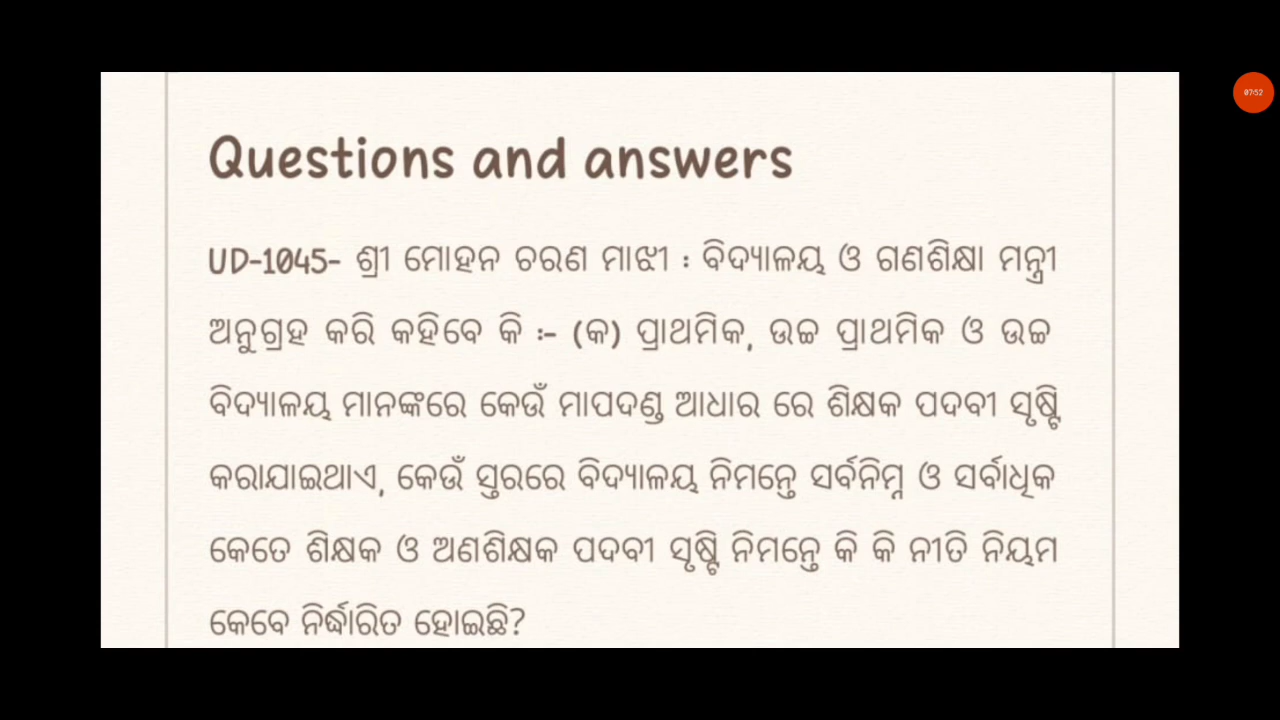 Questions and answers
UD-1045- ଶ୍ରୀ ମୋହନ ଚରଣ ମାଝୀ : ବିଦ୍ୟାଳୟ ଓ ଗଣଶିକ୍ଷା ମନ୍ତ୍ରୀ
ଅନୁଗ୍ରହ କରି କହିବେ କି :- (କ) ପ୍ରାଥମିକ, ଉଚ୍ଚ ପ୍ରାଥମିକ ଓ ଉଚ୍ଚ
ବିଦ୍ୟାଳୟ ମାନଙ୍କରେ କେଉଁ ମାପଦଣ୍ଡ ଆଧାର ରେ ଶିକ୍ଷକ ପଦବୀ ସୃଷ୍ଟି
କରାଯାଇଥାଏ, କେଉଁ ସ୍ତରରେ ବିଦ୍ୟାଳୟ ନିମନ୍ତେ ସର୍ବନିମ୍ନ ଓ ସର୍ବାଧିକ
କେତେ ଶିକ୍ଷକ ଓ ଅଣଶିକ୍ଷକ ପଦବୀ ସୃଷ୍ଟି ନିମନ୍ତେ କି କି ନୀତି ନିୟମ
କେବେ ନିର୍ଦ୍ଧାରିତ ହୋଇଛି?
07:52